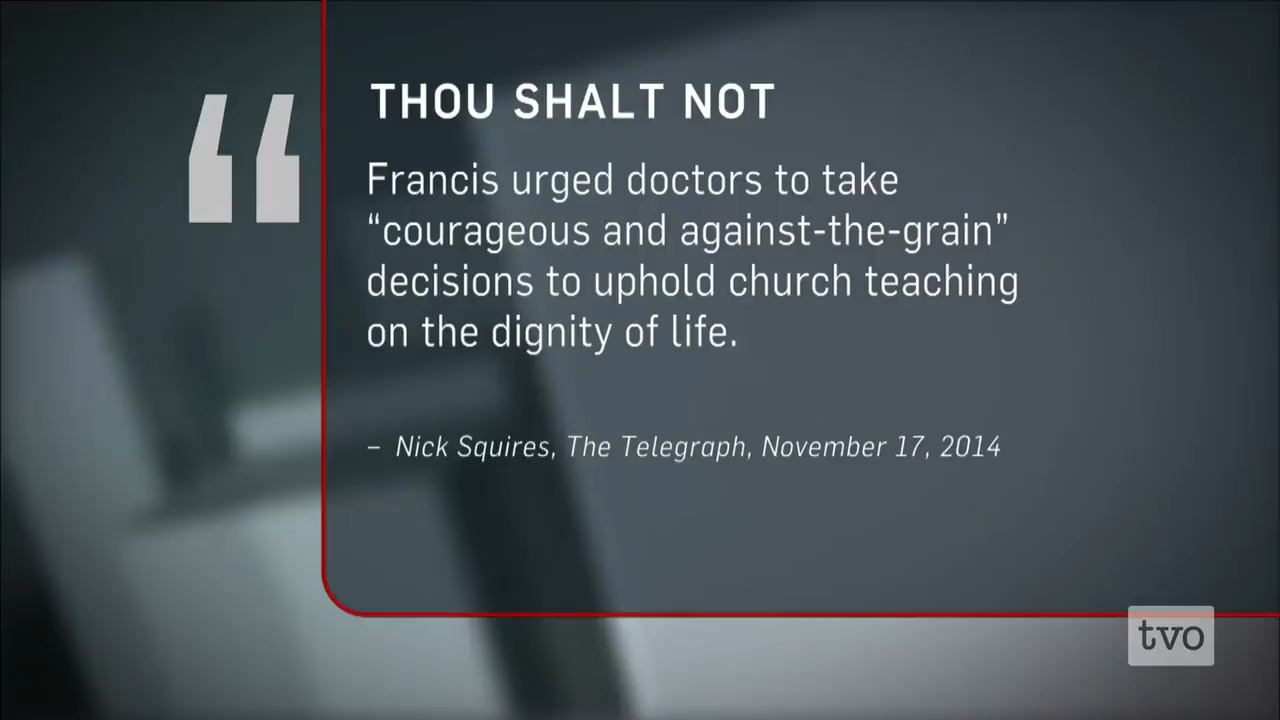 “
THOU SHALT NOT
Francis urged doctors to take
“courageous and against-the-grain”
decisions to uphold church teaching
on the dignity of life.
– Nick Squires, The Telegraph, November 17, 2014
tvo